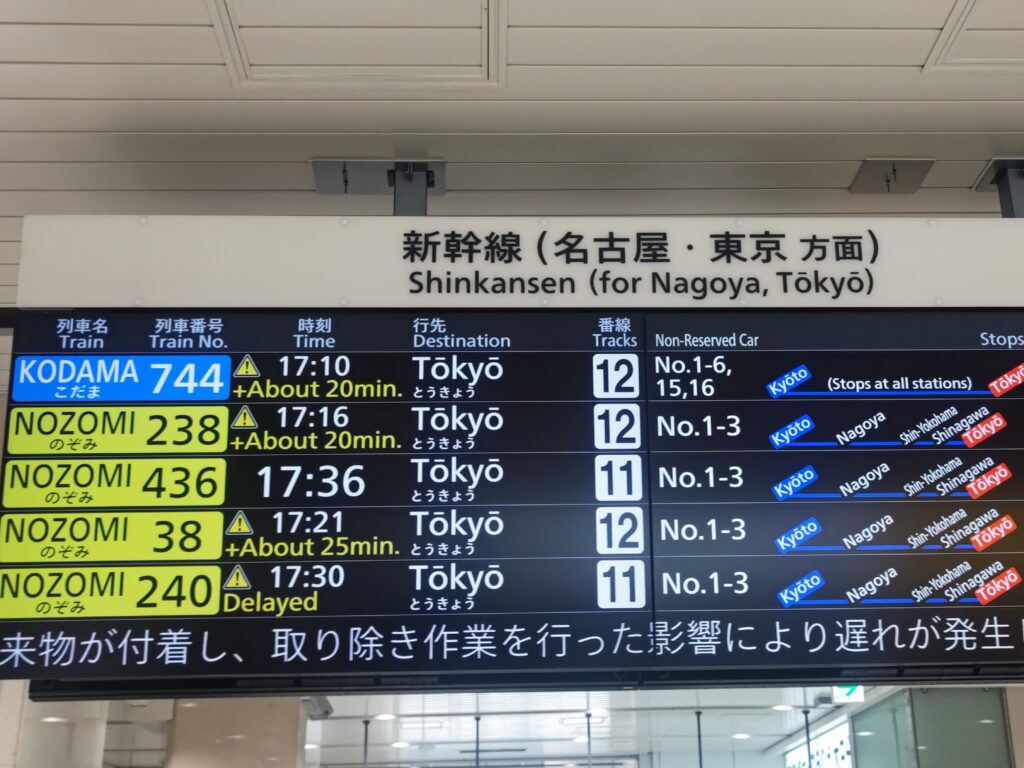 新幹線 (名古屋・東京 方面)
Shinkansen (for Nagoya, Tōkyō)
列車名 列車番号 時刻 行先 番線
Train Train No. Time Destination Tracks Non-Reserved Car Stops
KODAMA こだま 744 17:10 +About 20min. Tōkyō とうきょう 12 No.1-6, 15,16 Kyōto (Stops at all stations) Tōkyō
NOZOMI のぞみ 238 17:16 +About 20min. Tōkyō とうきょう 12 No.1-3 Kyōto Nagoya Shin-Yokohama Shinagawa Tōkyō
NOZOMI のぞみ 436 17:36 Tōkyō とうきょう 11 No.1-3 Kyōto Nagoya Shin-Yokohama Shinagawa Tōkyō
NOZOMI のぞみ 38 17:21 +About 25min. Tōkyō とうきょう 12 No.1-3 Kyōto Nagoya Shin-Yokohama Shinagawa Tōkyō
NOZOMI のぞみ 240 17:30 Delayed Tōkyō とうきょう 11 No.1-3 Kyōto Nagoya Shin-Yokohama Shinagawa Tōkyō
来物が付着し、取り除き作業を行った影響により遅れが発生し